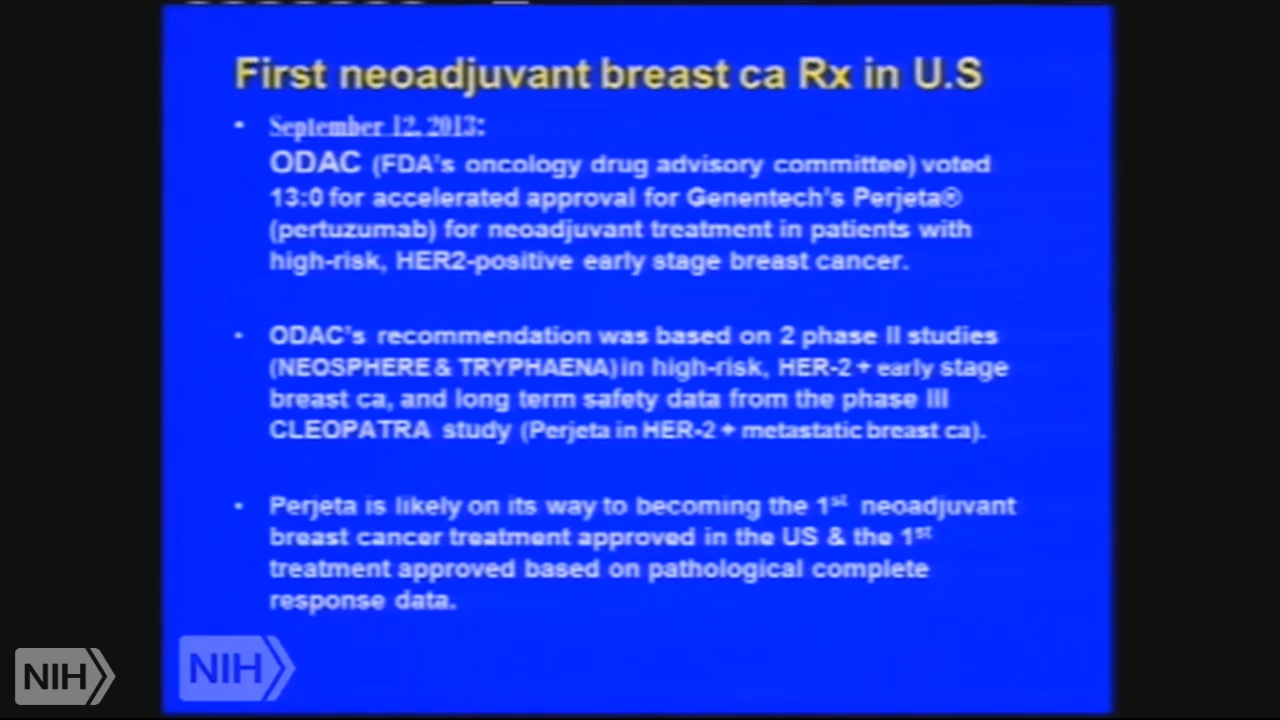 First neoadjuvant breast ca Rx in U.S
• September 12, 2013:
ODAC (FDA's oncology drug advisory committee) voted
13:0 for accelerated approval for Genentech's Perjeta®
(pertuzumab) for neoadjuvant treatment in patients with
high-risk, HER2-positive early stage breast cancer.
• ODAC's recommendation was based on 2 phase II studies
(NEOSPHERE & TRYPHAENA) in high-risk, HER-2 + early stage
breast ca, and long term safety data from the phase III
CLEOPATRA study (Perjeta in HER-2 + metastatic breast ca).
• Perjeta is likely on its way to becoming the 1st neoadjuvant
breast cancer treatment approved in the US & the 1st
treatment approved based on pathological complete
response data.
NIH
NIH